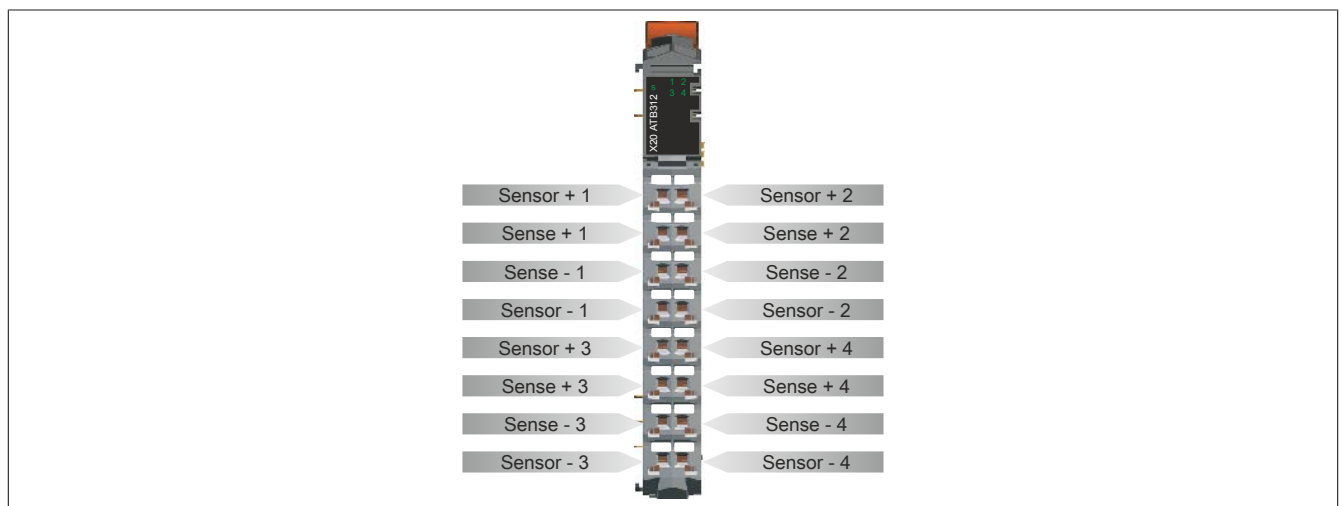 S 1 2
3 4
X20 ATB312
Sensor + 1 Sensor + 2
Sense + 1 Sense + 2
Sense - 1 Sense - 2
Sensor - 1 Sensor - 2
Sensor + 3 Sensor + 4
Sense + 3 Sense + 4
Sense - 3 Sense - 4
Sensor - 3 Sensor - 4